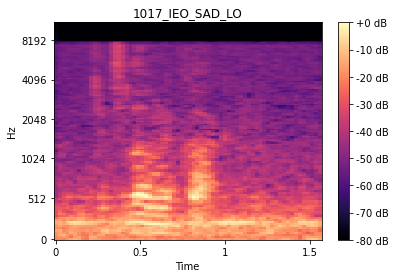 1017_IEO_SAD_LO
+0 dB
8192
-10 dB
4096
-20 dB
-30 dB
2048
Hz
-40 dB
1024
-50 dB
512
-60 dB
-70 dB
0
-80 dB
0
0.5
1
1.5
Time